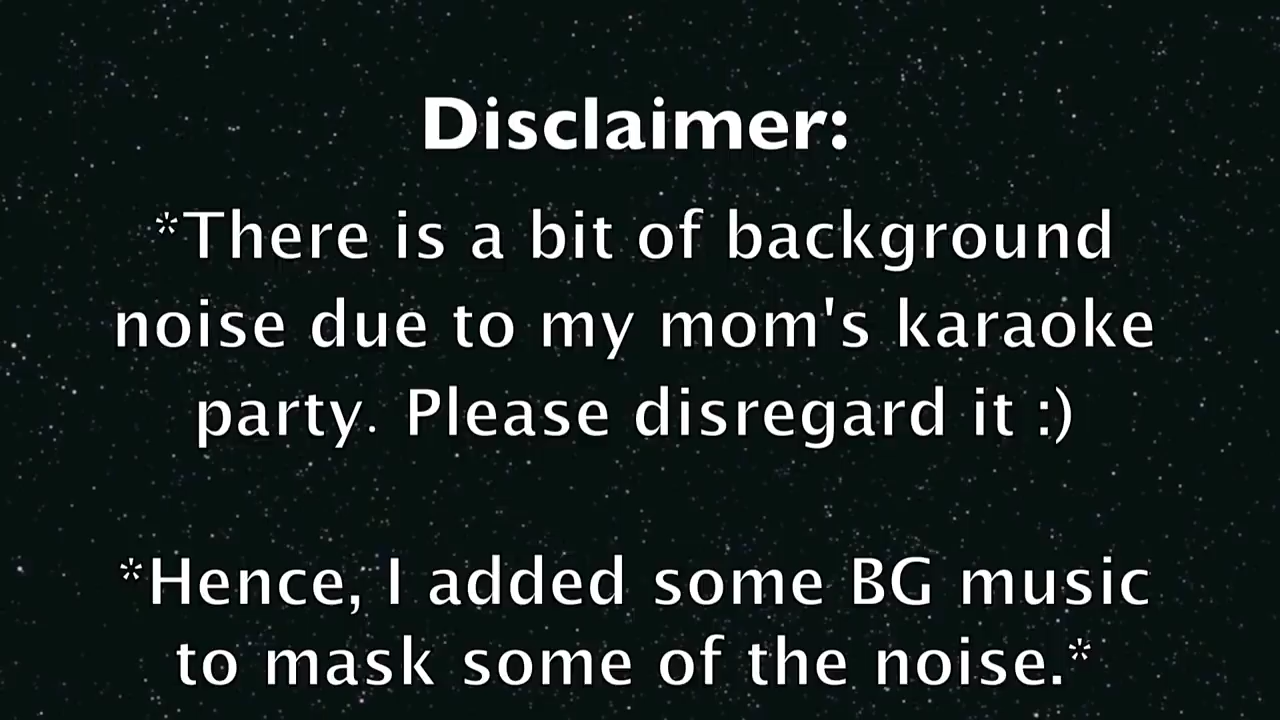 Disclaimer:
*There is a bit of background
noise due to my mom's karaoke
party. Please disregard it :)
*Hence, I added some BG music
to mask some of the noise.*